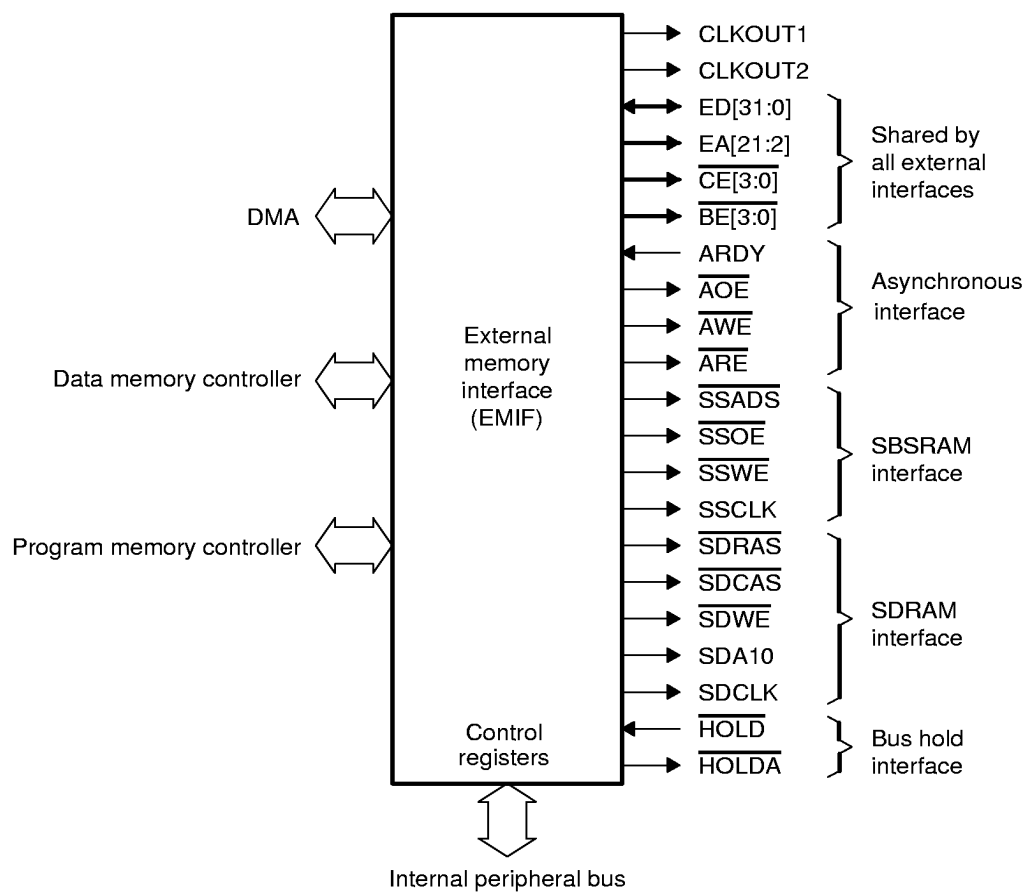 CLKOUT1
CLKOUT2
ED[31:0]
EA[21:2]
CE[3:0]
BE[3:0]
Shared by
all external
interfaces
ARDY
AOE
AWE
ARE
Asynchronous
interface
SSADS
SSOE
SSWE
SSCLK
SBSRAM
interface
SDRAS
SDCAS
SDWE
SDA10
SDCLK
SDRAM
interface
HOLD
HOLDA
Bus hold
interface
DMA
Data memory controller
Program memory controller
External
memory
interface
(EMIF)
Control
registers
Internal peripheral bus